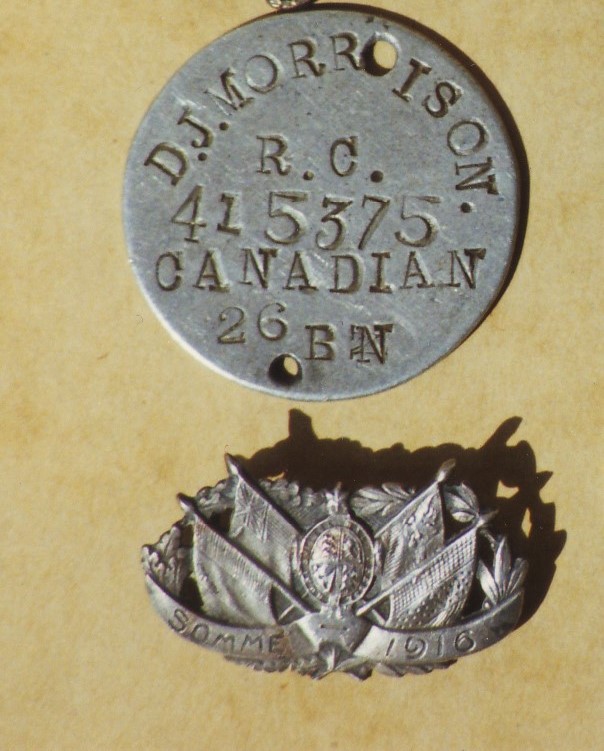 D.J. MORRISON.
R.C.
415375
CANADIAN
26 BN
SOMME 1916